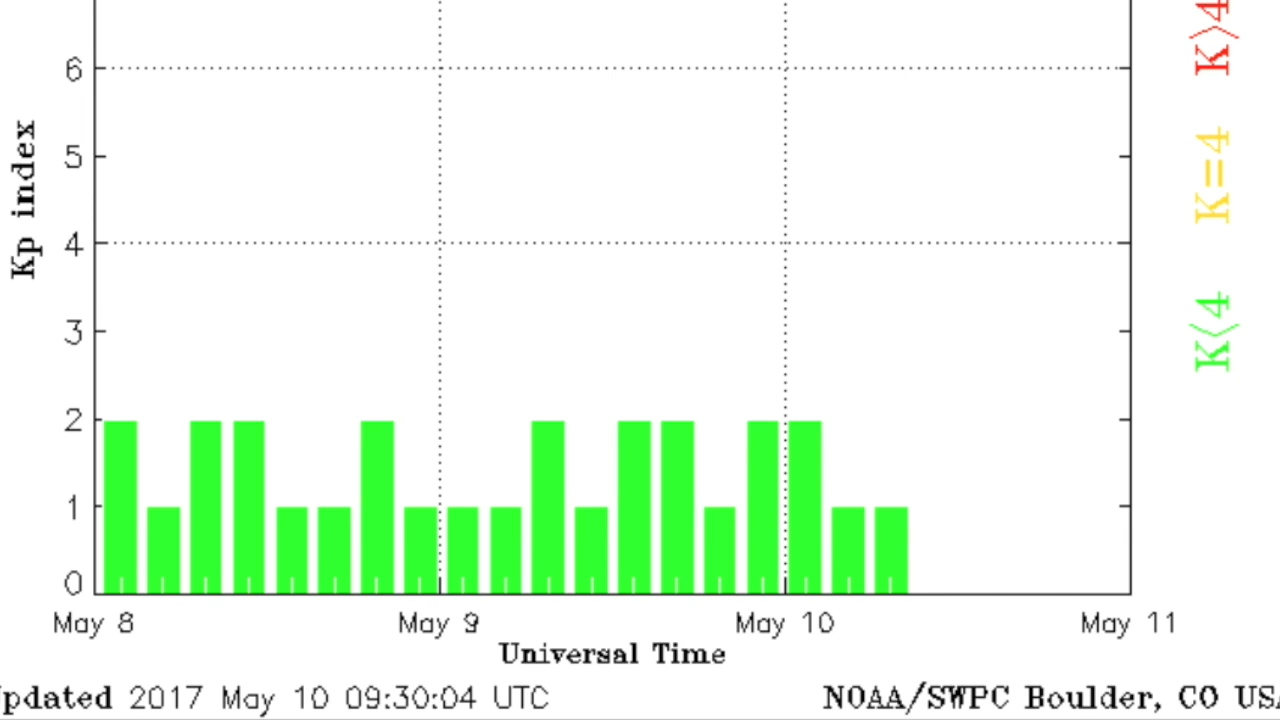 6
5
4
3
2
1
0
Kp index
K>4
K=4
K<4
May 8
May 9
May 10
May 11
Universal Time
pdated 2017 May 10 09:30:04 UTC
NOAA/SWPC Boulder, CO USA